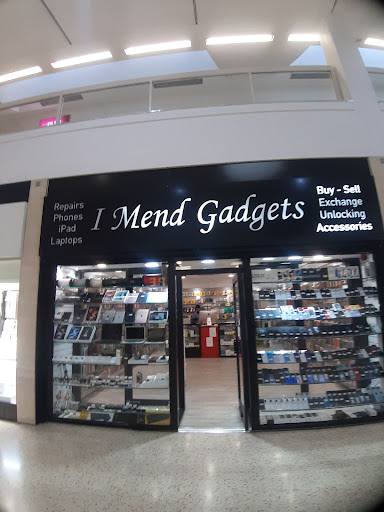 Repairs
Phones
iPad
Laptops
I Mend Gadgets
Buy - Sell
Exchange
Unlocking
Accessories